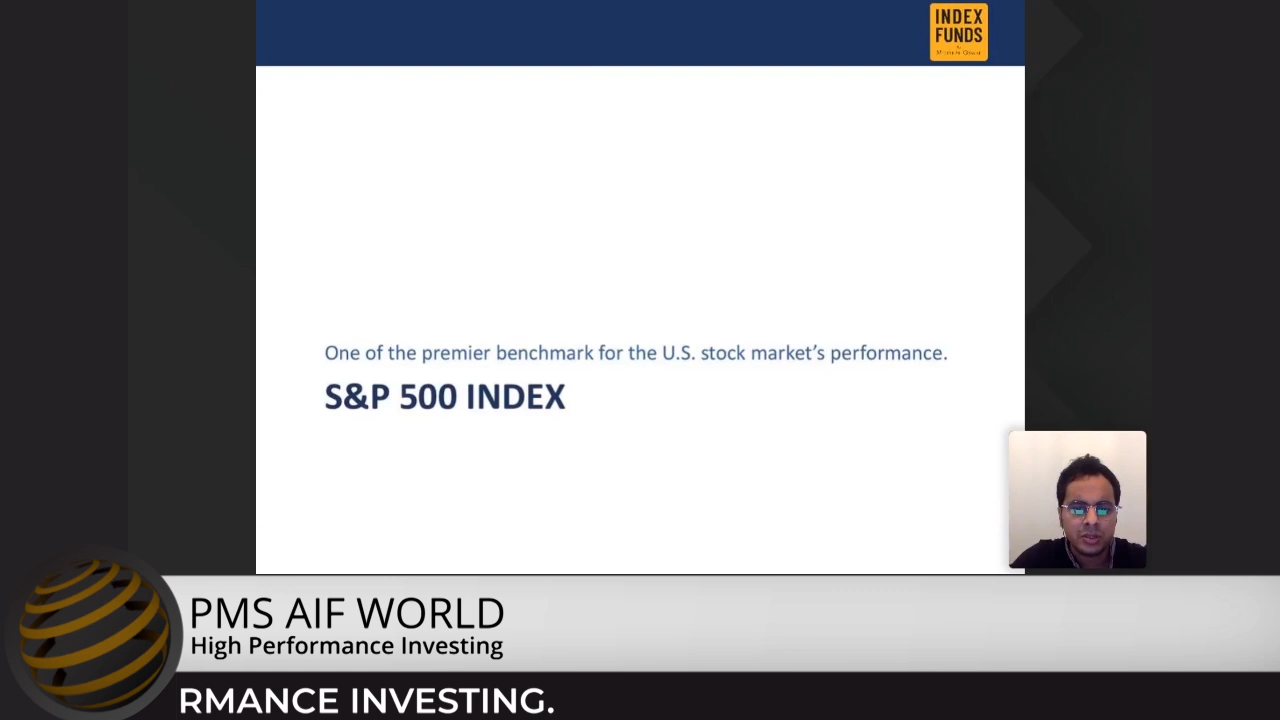 INDEX
FUNDS
One of the premier benchmark for the U.S. stock market’s performance.
S&P 500 INDEX
PMS AIF WORLD
High Performance Investing
RMANCE INVESTING.